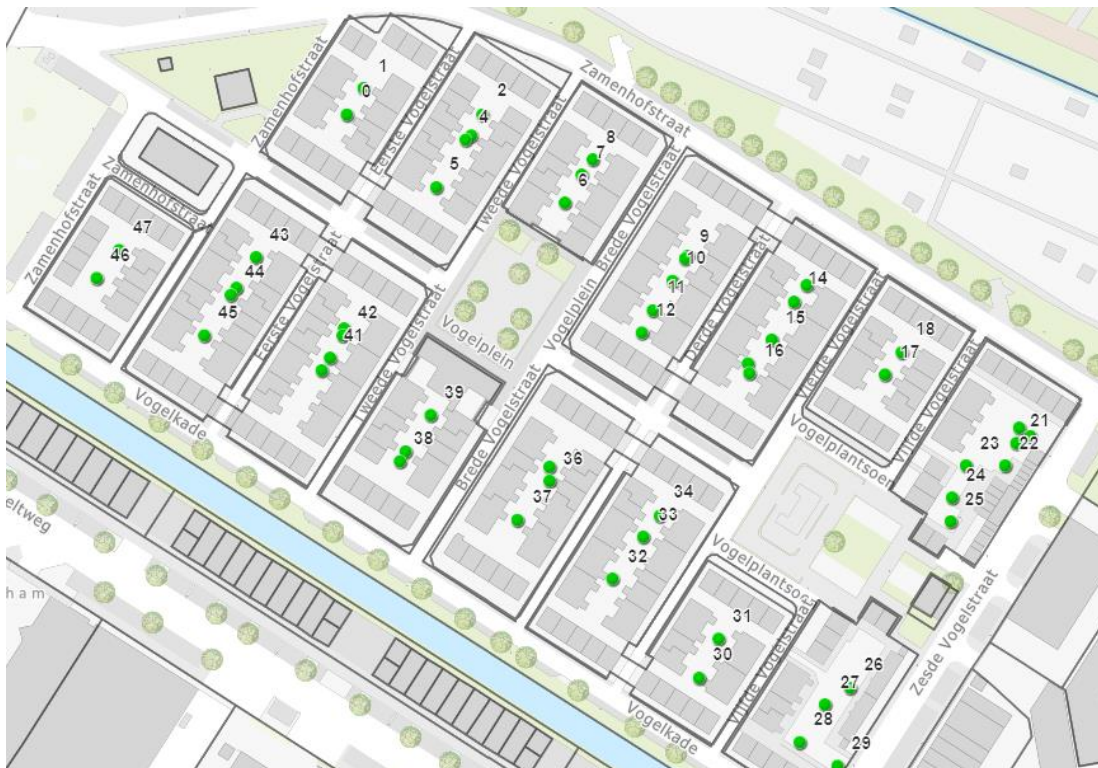 1
0
2
4
5
8
7
6
9
10
11
12
14
15
16
18
17
21
22
23
24
25
47
46
43
44
45
42
41
39
38
36
37
34
33
32
31
30
26
27
28
29
Zamenhofstraat
Eerste Vogelstraat
Tweede Vogelstraat
Zamenhofstraat
Zamenhofstraat
Zamenhofstraat
Brede Vogelstraat
Derde Vogelstraat
Vierde Vogelstraat
Vijfde Vogelstraat
Eerste Vogelstraat
weede Vogelstraat
Vogelplein
Vogelplein
Brede Vogelstraat
Vogelkade
Vogelplantsoen
Vogelplantsoe
Vijfde Vogelstraat
Zesde Vogelstraat
Vogelkade
eltweg
ham